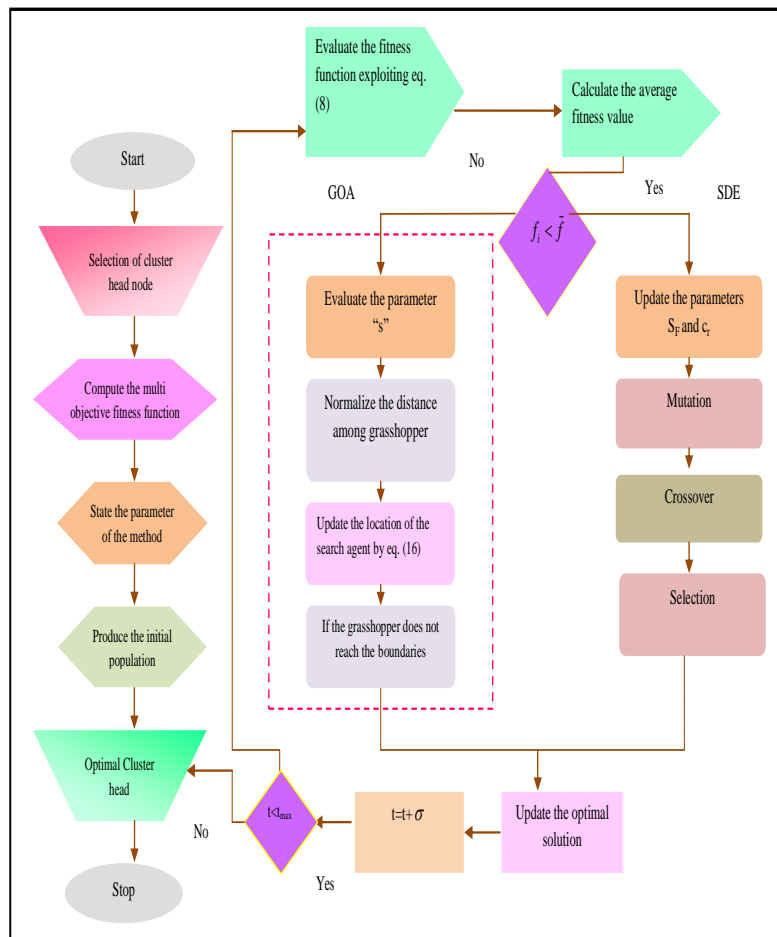 Start
Selection of cluster
head node
Compute the multi
objective fitness function
State the parameter
of the method
Produce the initial
population
Optimal Cluster
head
Stop
Evaluate the fitness
function exploiting eq.
(8)
Calculate the average
fitness value
No
Yes
GOA
SDE
f_i < f̄
Evaluate the parameter
“s”
Normalize the distance
among grasshopper
Update the location of the
search agent by eq. (16)
If the grasshopper does not
reach the boundaries
Update the parameters
S_F and c_r
Mutation
Crossover
Selection
Update the optimal
solution
t=t+σ
t<t_max
No
Yes